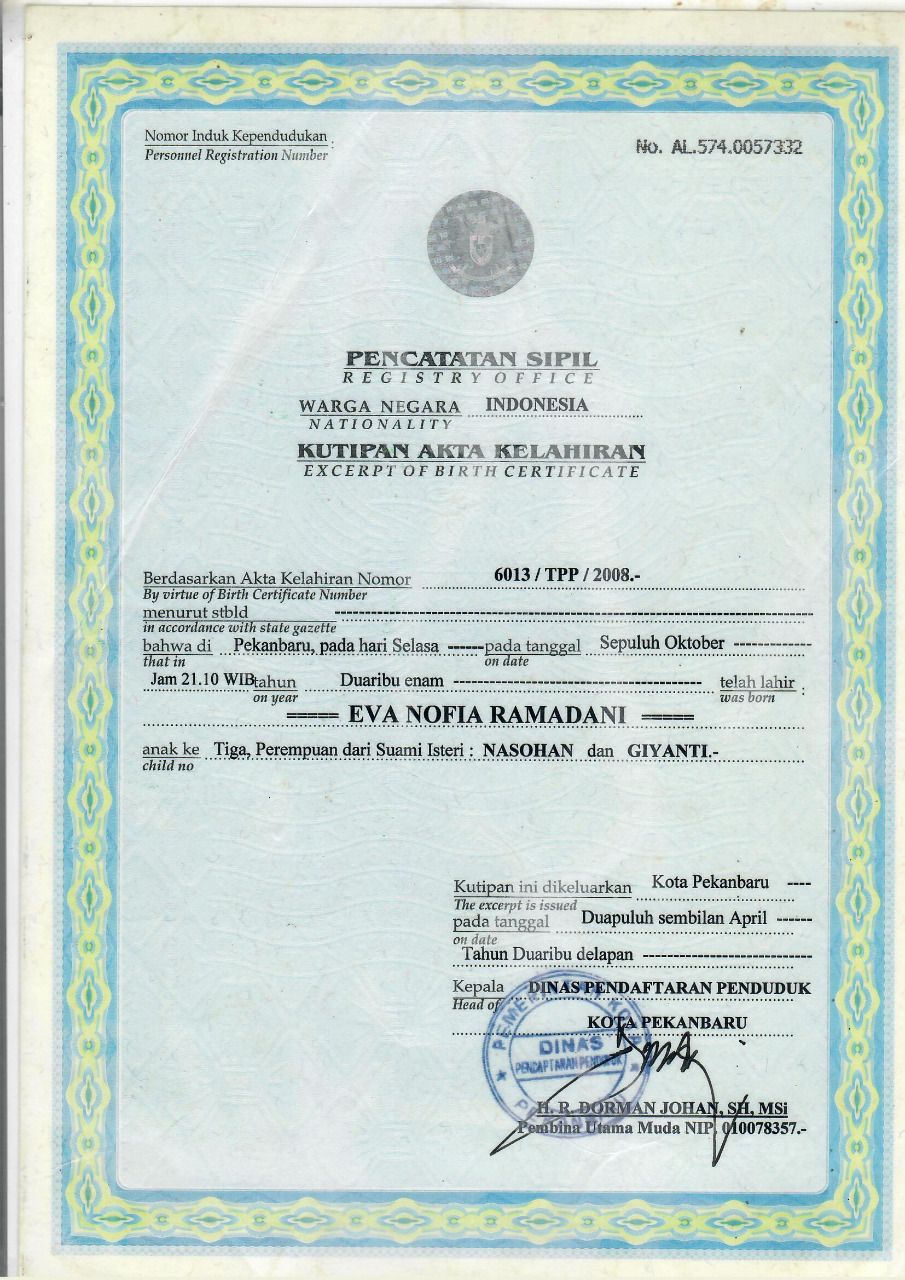 Nomor Induk Kependudukan :
Personnel Registration Number
No. AL.574.0057332
PENCATATAN SIPIL
REGISTRY OFFICE
WARGA NEGARA INDONESIA
NATIONALITY
KUTIPAN AKTA KELAHIRAN
EXCERPT OF BIRTH CERTIFICATE
Berdasarkan Akta Kelahiran Nomor 6013 / TPP / 2008.-
By virtue of Birth Certificate Number
menurut stbld
in accordance with state gazette
bahwa di Pekanbaru, pada hari Selasa ------ pada tanggal Sepuluh Oktober ------------
that in on date
Jam 21.10 WIB tahun Duaribu enam ------------ telah lahir :
on year was born
===== EVA NOFIA RAMADANI =====
anak ke Tiga, Perempuan dari Suami Isteri : NASOHAN dan GIYANTI.-
child no
Kutipan ini dikeluarkan Kota Pekanbaru ----
The excerpt is issued
pada tanggal Duapuluh sembilan April ------
on date
Tahun Duaribu delapan ------------
Kepala DINAS PENDAFTARAN PENDUDUK
Head of
KOTA PEKANBARU
DINAS
PENDAPTARAN PENDUDUK
H. R. DORMAN JOHAN, SH, MSi
Pembina Utama Muda NIP. 010078357.-